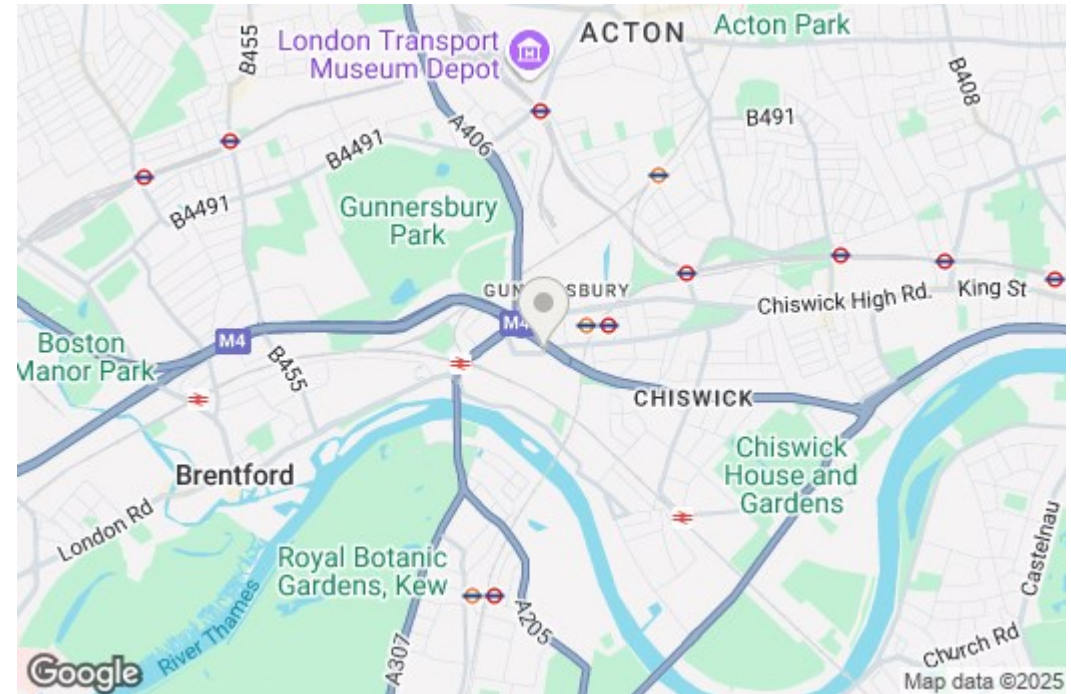 ACTON
Acton Park
London Transport
Museum Depot
B455
B408
A406
B491
B4491
B4491
Gunnersbury
Park
GUN
SBURY
Chiswick High Rd.
King St
M4
M4
Boston
Manor Park
B455
CHISWICK
Brentford
Chiswick
House and
Gardens
London Rd
Royal Botanic
Gardens, Kew
Castelnau
River Thames
A307
A205
Church Rd
Google
Map data ©2025